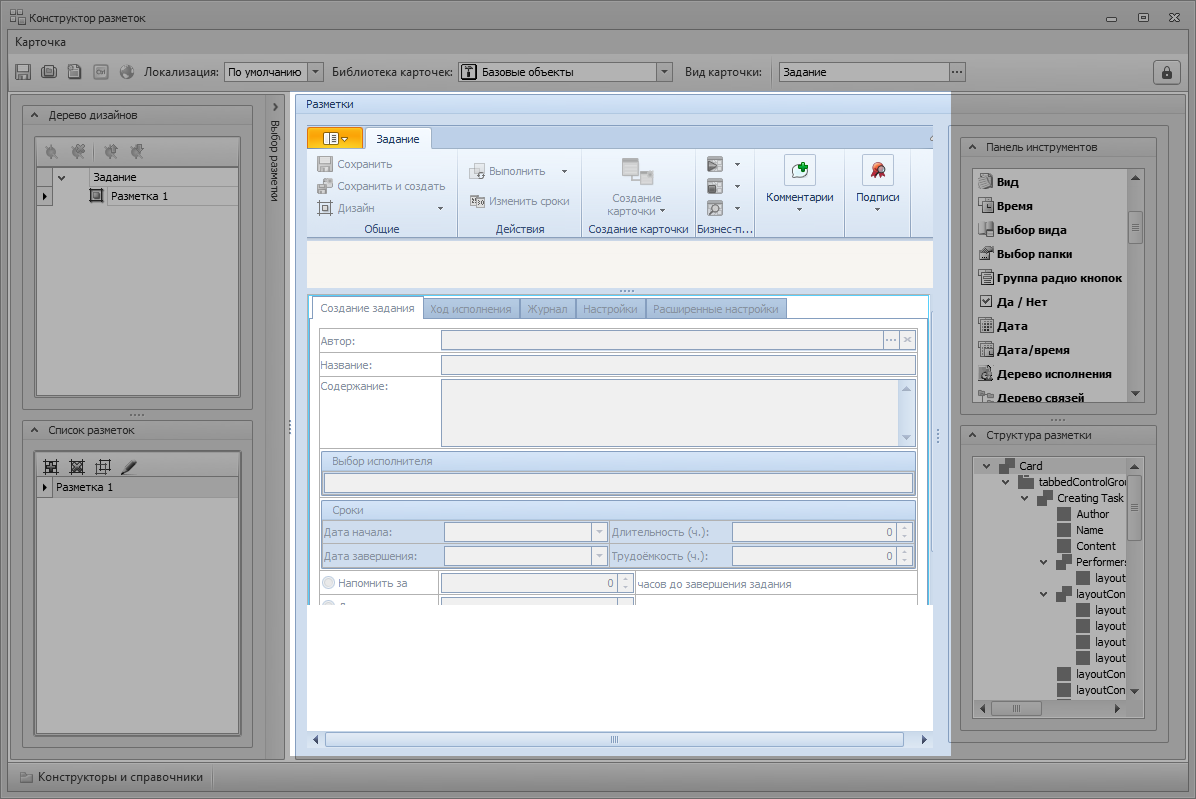 Конструктор разметок
Карточка
Локализация: По умолчанию Библиотека карточек: Базовые объекты Вид карточки: Задание
Дерево дизайнов
Задание
Разметка 1
Список разметок
Разметка 1
Выбор разметки
Разметки
Задание
Сохранить
Сохранить и создать
Дизайн
Общие
Выполнить
Изменить сроки
Действия
Создание
карточки
Создание карточки
Бизнес-п...
Комментарии
Подписи
Создание задания Ход исполнения Журнал Настройки Расширенные настройки
Автор:
Название:
Содержание:
Выбор исполнителя
Сроки
Дата начала: Длительность (ч.): 0
Дата завершения: Трудоёмкость (ч.): 0
Напомнить за 0 часов до завершения задания
Панель инструментов
Вид
Время
Выбор вида
Выбор папки
Группа радио кнопок
Да / Нет
Дата
Дата/время
Дерево исполнения
Дерево связей
Структура разметки
Card
tabbedControlGrou
Creating Task
Author
Name
Content
Performers
layout
layoutCon
layout
layout
layout
layout
layoutCon
layoutCon
Конструкторы и справочники